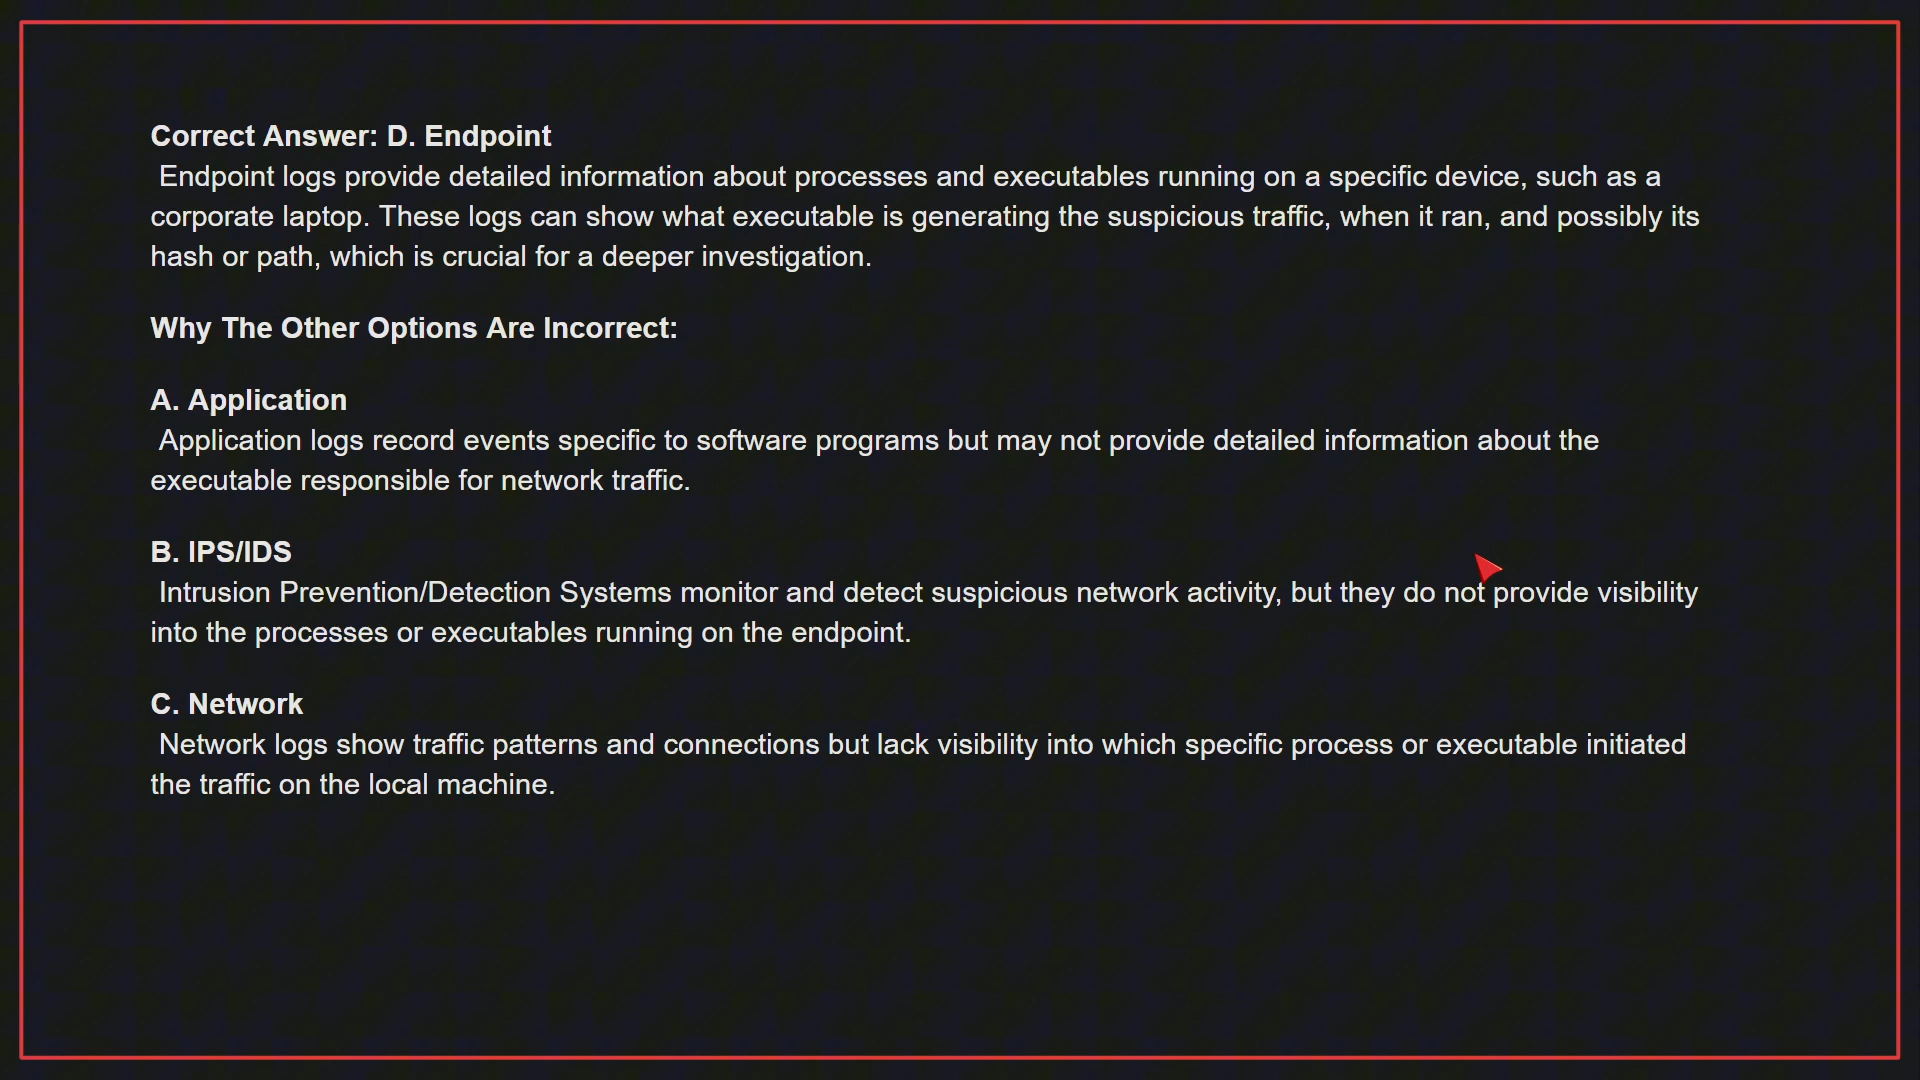 Correct Answer: D. Endpoint
Endpoint logs provide detailed information about processes and executables running on a specific device, such as a
corporate laptop. These logs can show what executable is generating the suspicious traffic, when it ran, and possibly its
hash or path, which is crucial for a deeper investigation.
Why The Other Options Are Incorrect:
A. Application
Application logs record events specific to software programs but may not provide detailed information about the
executable responsible for network traffic.
B. IPS/IDS
Intrusion Prevention/Detection Systems monitor and detect suspicious network activity, but they do not provide visibility
into the processes or executables running on the endpoint.
C. Network
Network logs show traffic patterns and connections but lack visibility into which specific process or executable initiated
the traffic on the local machine.